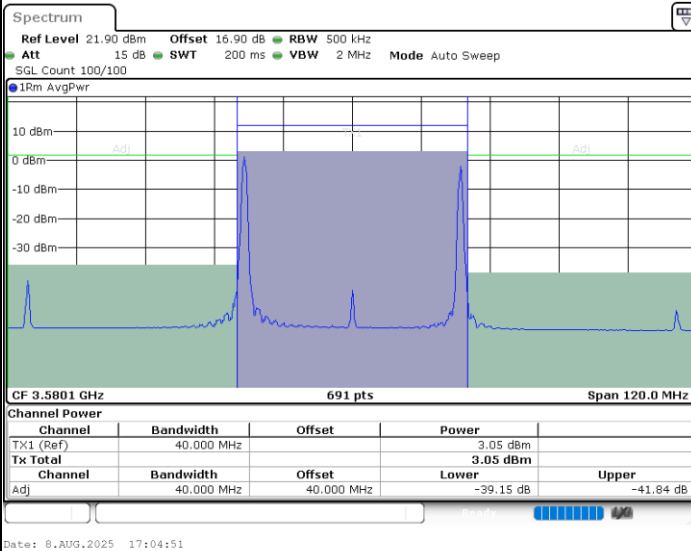 Spectrum
Ref Level 21.90 dBm Offset 16.90 dB RBW 500 kHz
Att 15 dB SWT 200 ms VBW 2 MHz Mode Auto Sweep
SGL Count 100/100
1Rm AvgPwr
10 dBm
Adj Adj
0 dBm
-10 dBm
-20 dBm
-30 dBm
CF 3.5801 GHz 691 pts Span 120.0 MHz
Channel Power
Channel Bandwidth Offset Power
TX1 (Ref) 40.000 MHz 3.05 dBm
Tx Total 3.05 dBm
Channel Bandwidth Offset Lower Upper
Adj 40.000 MHz 40.000 MHz -39.15 dB -41.84 dB
Ready
Date: 8.AUG.2025 17:04:51